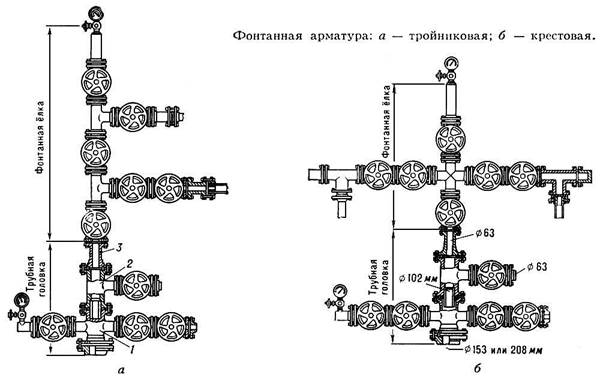 Фонтанная арматура: а — тройниковая; б — крестовая.
Фонтанная ёлка
Трубная головка
3
2
1
а
Фонтанная ёлка
Трубная головка
⌀63
⌀63
⌀102 мм
⌀153 или 208 мм
б